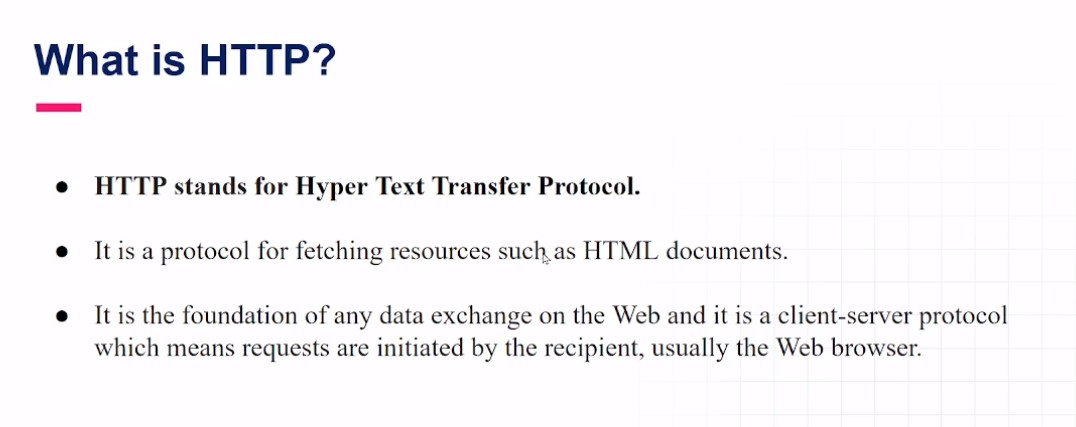 What is HTTP?
● HTTP stands for Hyper Text Transfer Protocol.
● It is a protocol for fetching resources such as HTML documents.
● It is the foundation of any data exchange on the Web and it is a client-server protocol
which means requests are initiated by the recipient, usually the Web browser.